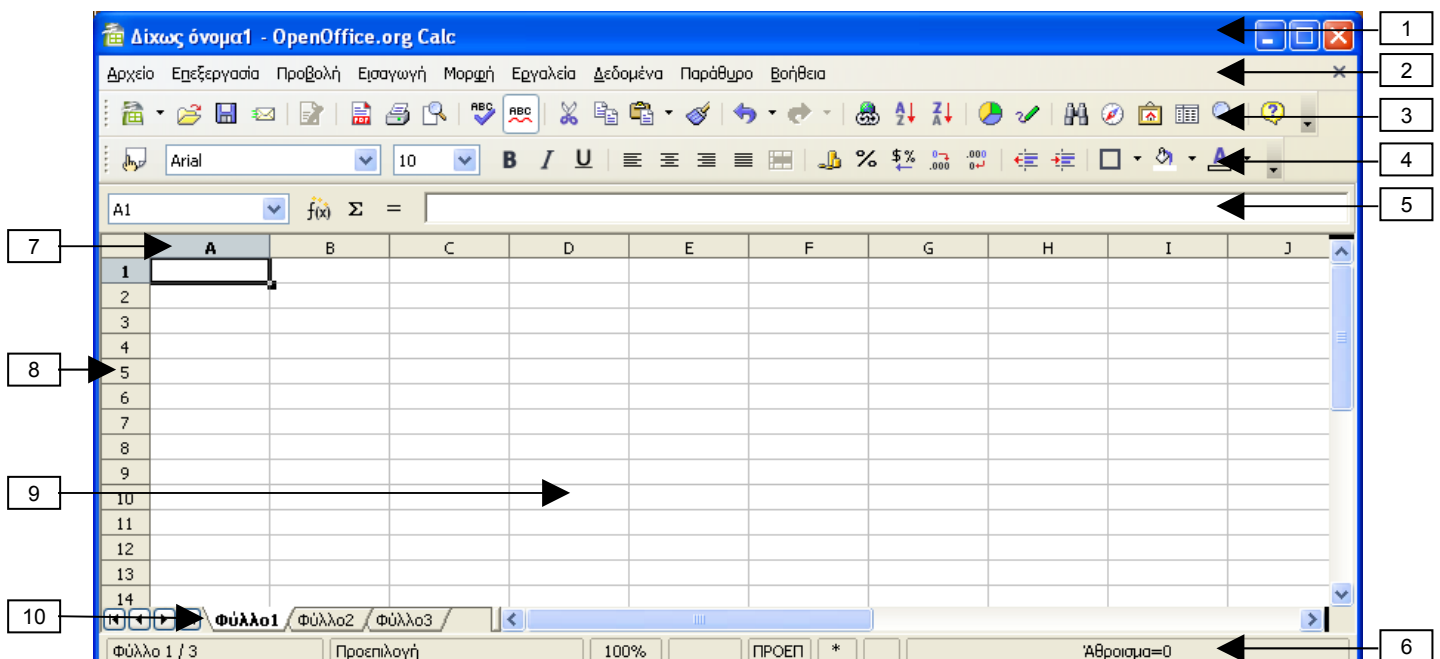 Δίχως όνομα1 - OpenOffice.org Calc 1
Αρχείο Επεξεργασία Προβολή Εισαγωγή Μορφή Εργαλεία Δεδομένα Παράθυρο Βοήθεια 2
3
Arial 10 B I U 4
A1 f(x) Σ = 5
7 A B C D E F G H I J
1
2
3
4
8 5
6
7
8
9
9 10
11
12
13
14
10 Φύλλο1 Φύλλο2 Φύλλο3
Φύλλο 1 / 3 Προεπιλογή 100% ΠΡΟΕΠ * Άθροισμα=0 6